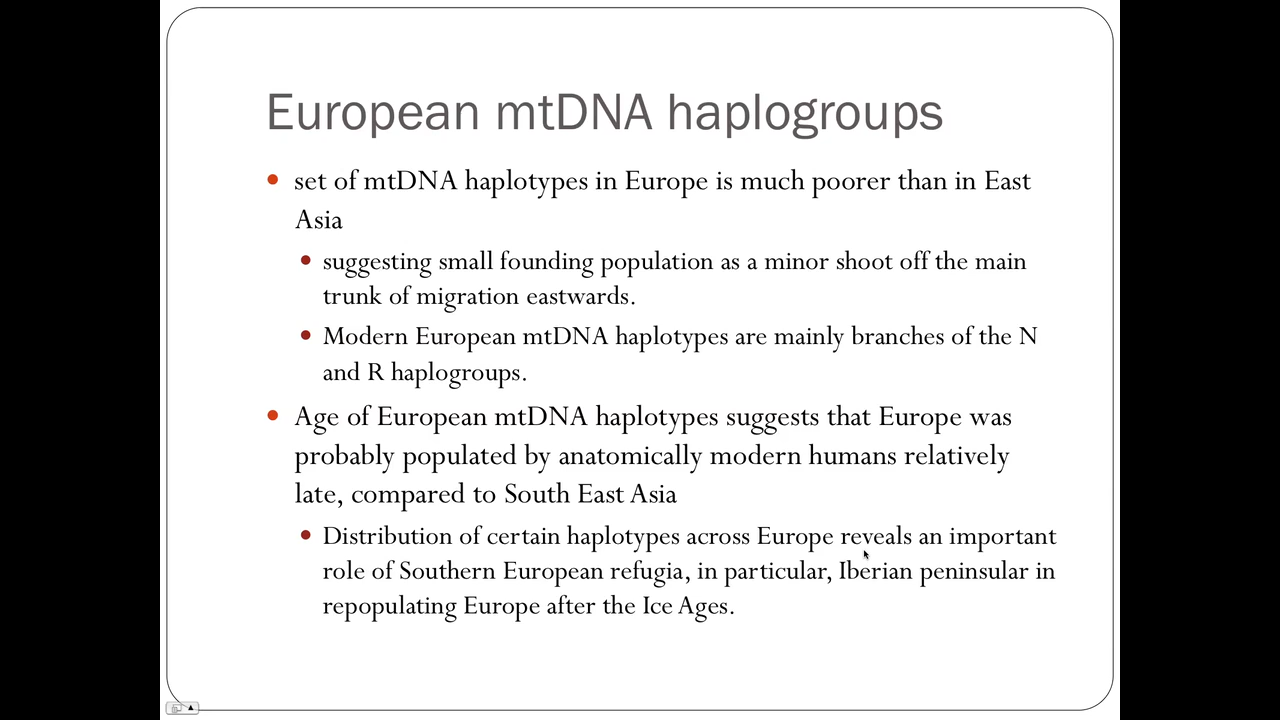 European mtDNA haplogroups
set of mtDNA haplotypes in Europe is much poorer than in East
Asia
suggesting small founding population as a minor shoot off the main
trunk of migration eastwards.
Modern European mtDNA haplotypes are mainly branches of the N
and R haplogroups.
Age of European mtDNA haplotypes suggests that Europe was
probably populated by anatomically modern humans relatively
late, compared to South East Asia
Distribution of certain haplotypes across Europe reveals an important
role of Southern European refugia, in particular, Iberian peninsular in
repopulating Europe after the Ice Ages.